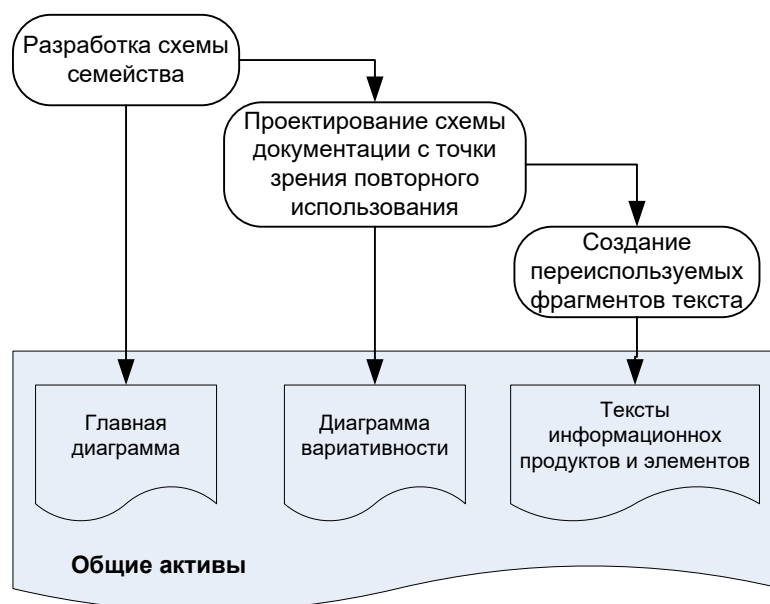 Разработка схемы
семейства
Проектирование схемы
документации с точки
зрения повторного
использования
Создание
переиспользуемых
фрагментов текста
Главная
диаграмма
Диаграмма
вариативности
Тексты
информационнох
продуктов и элементов
Общие активы